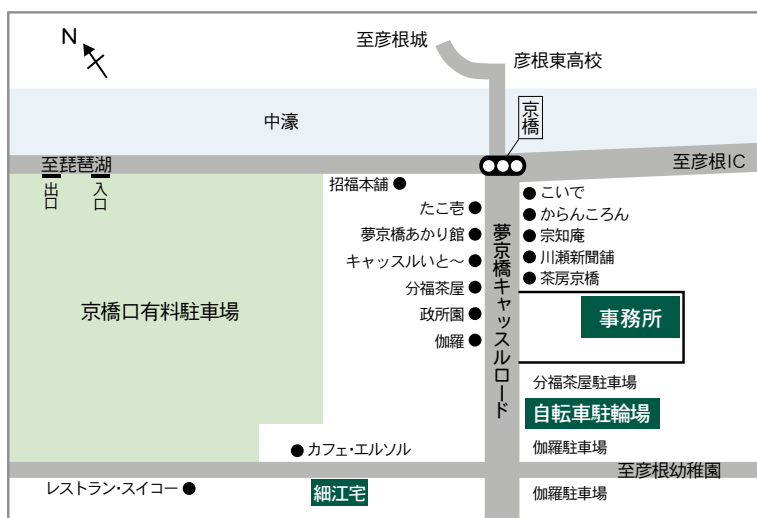 N
至彦根城
彦根東高校
京橋
中濠
至琵琶湖
至彦根IC
出口
入口
招福本舗
たこ壱
夢京橋あかり館
キャッスルいと〜
分福茶屋
政所園
伽羅
夢京橋キャッスルロード
こいで
からんころん
宗知庵
川瀬新聞舗
茶房京橋
京橋口有料駐車場
事務所
分福茶屋駐車場
自転車駐輪場
伽羅駐車場
カフェ・エルソル
至彦根幼稚園
レストラン・スイコー
細江宅
伽羅駐車場